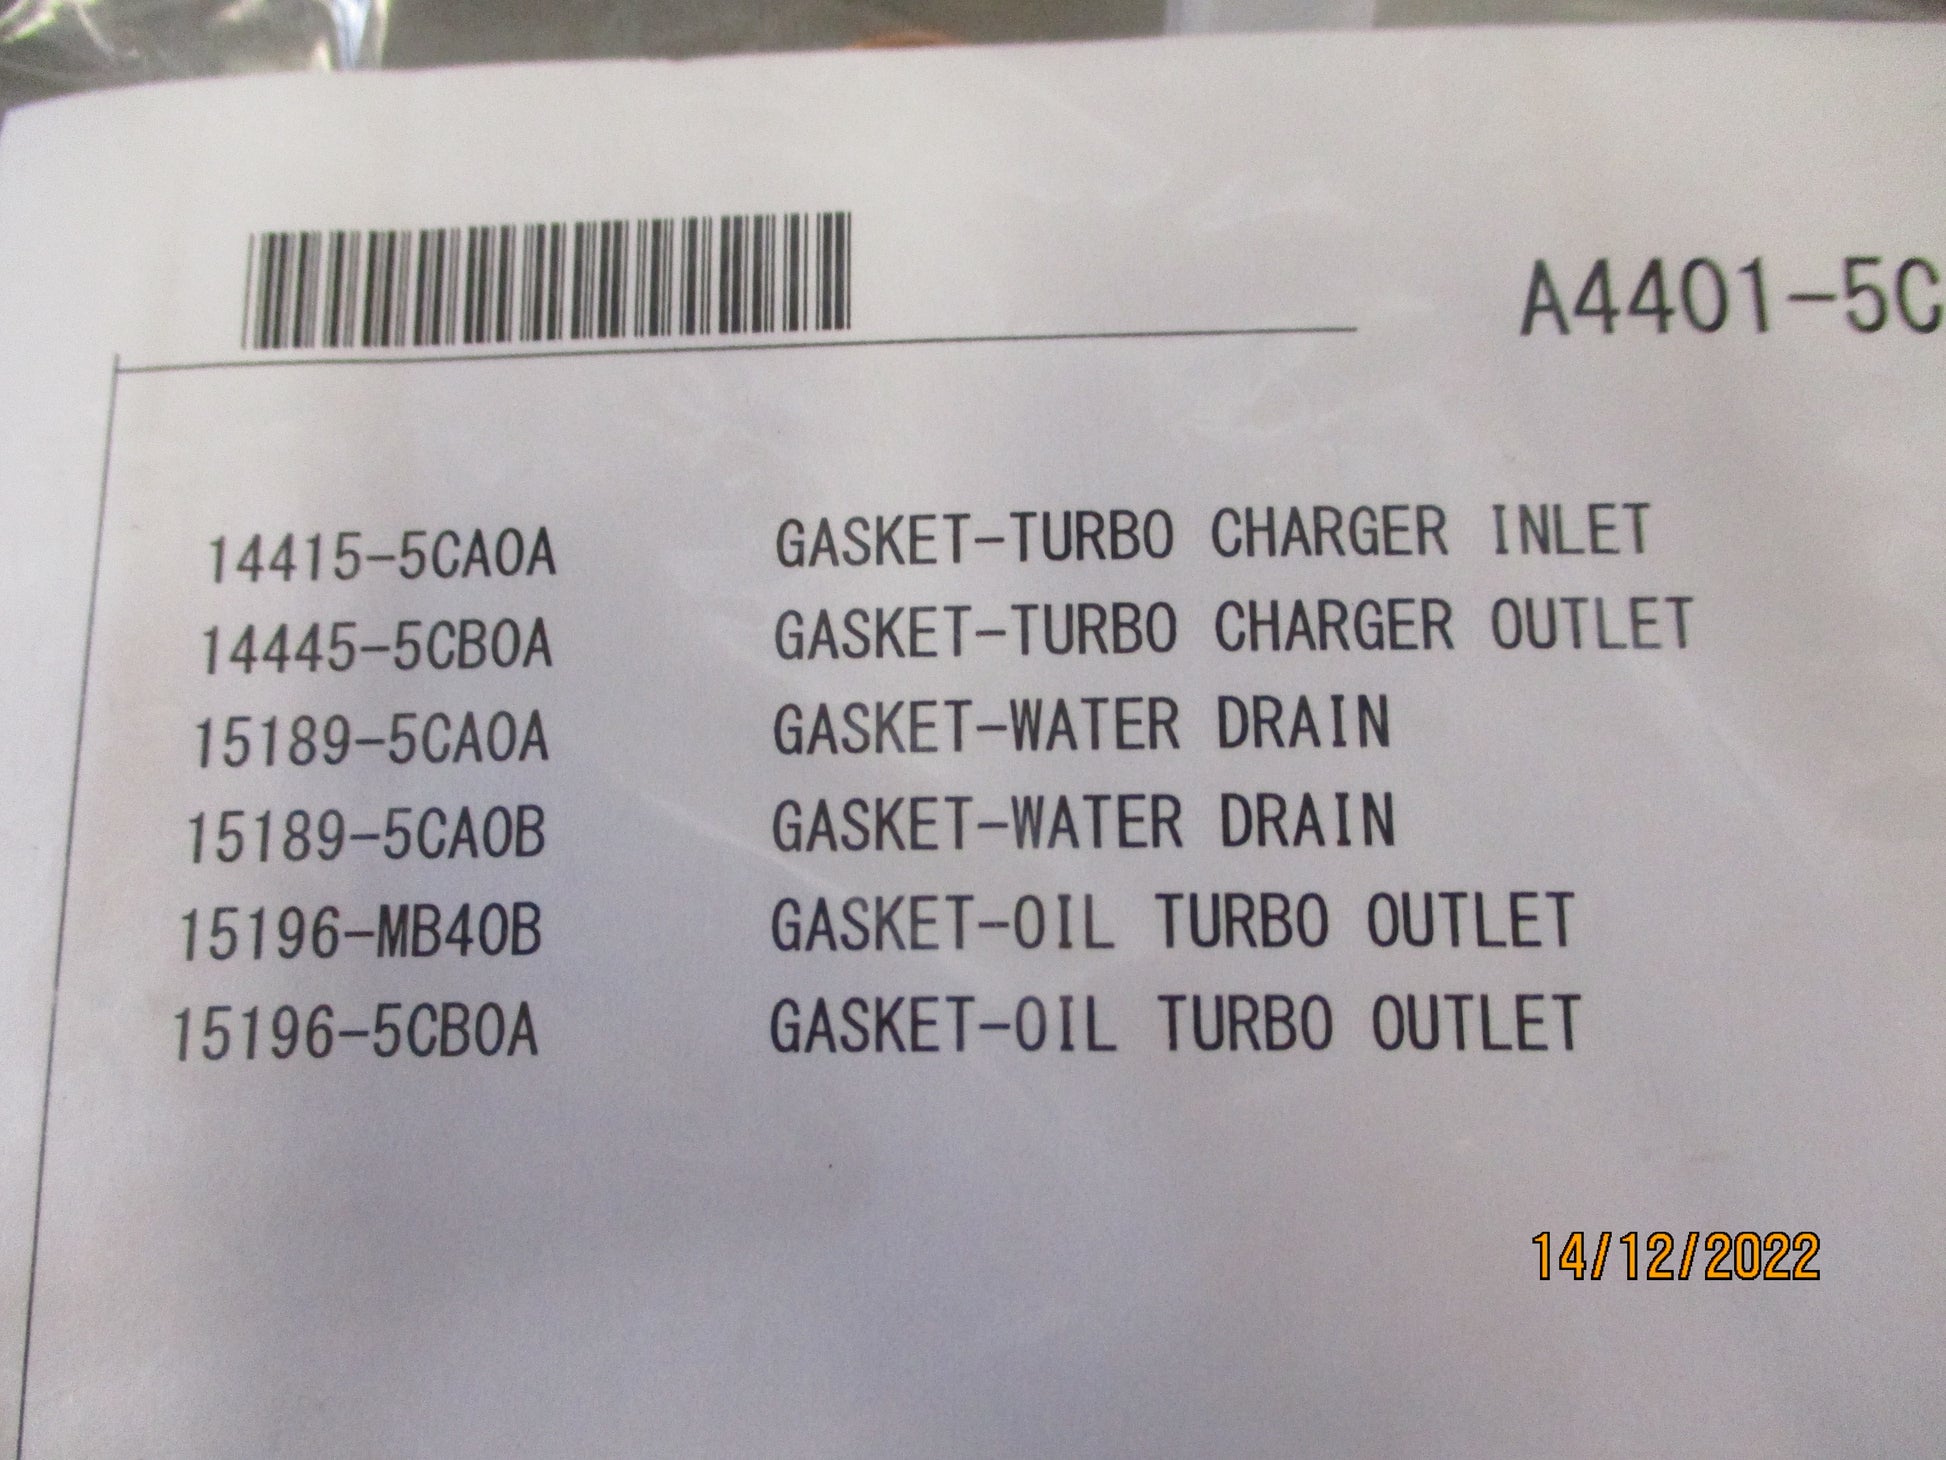 A4401-5C
14415-5CA0A GASKET-TURBO CHARGER INLET
14445-5CB0A GASKET-TURBO CHARGER OUTLET
15189-5CA0A GASKET-WATER DRAIN
15189-5CA0B GASKET-WATER DRAIN
15196-MB40B GASKET-OIL TURBO OUTLET
15196-5CB0A GASKET-OIL TURBO OUTLET
14/12/2022